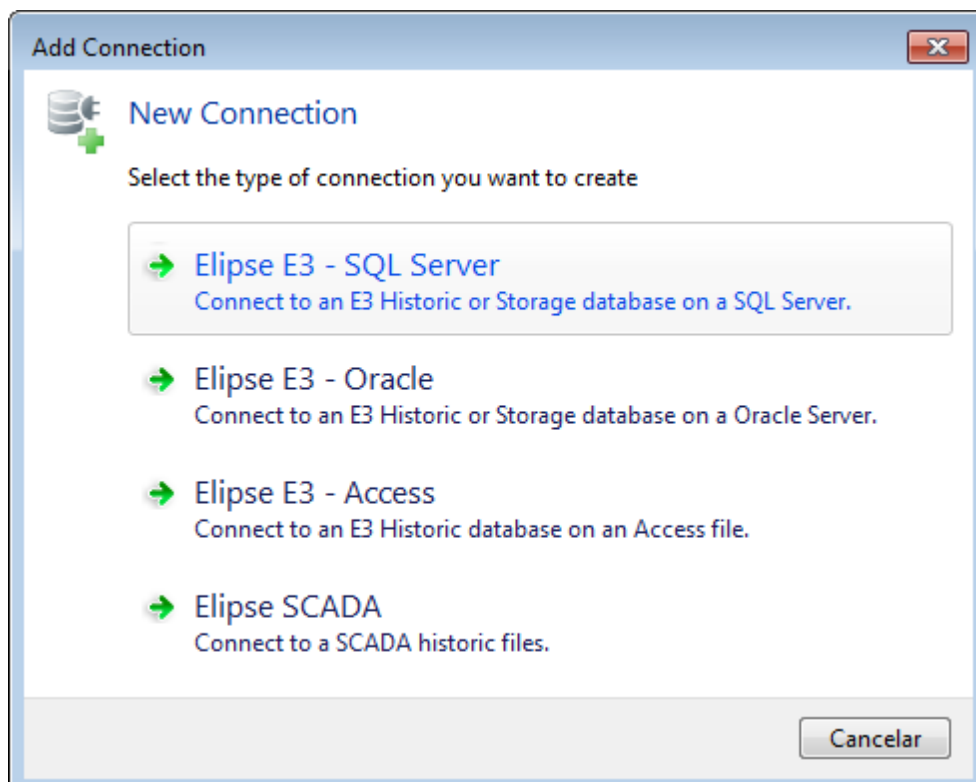 Add Connection
New Connection
Select the type of connection you want to create
Elipse E3 - SQL Server
Connect to an E3 Historic or Storage database on a SQL Server.
Elipse E3 - Oracle
Connect to an E3 Historic or Storage database on a Oracle Server.
Elipse E3 - Access
Connect to an E3 Historic database on an Access file.
Elipse SCADA
Connect to a SCADA historic files.
Cancelar